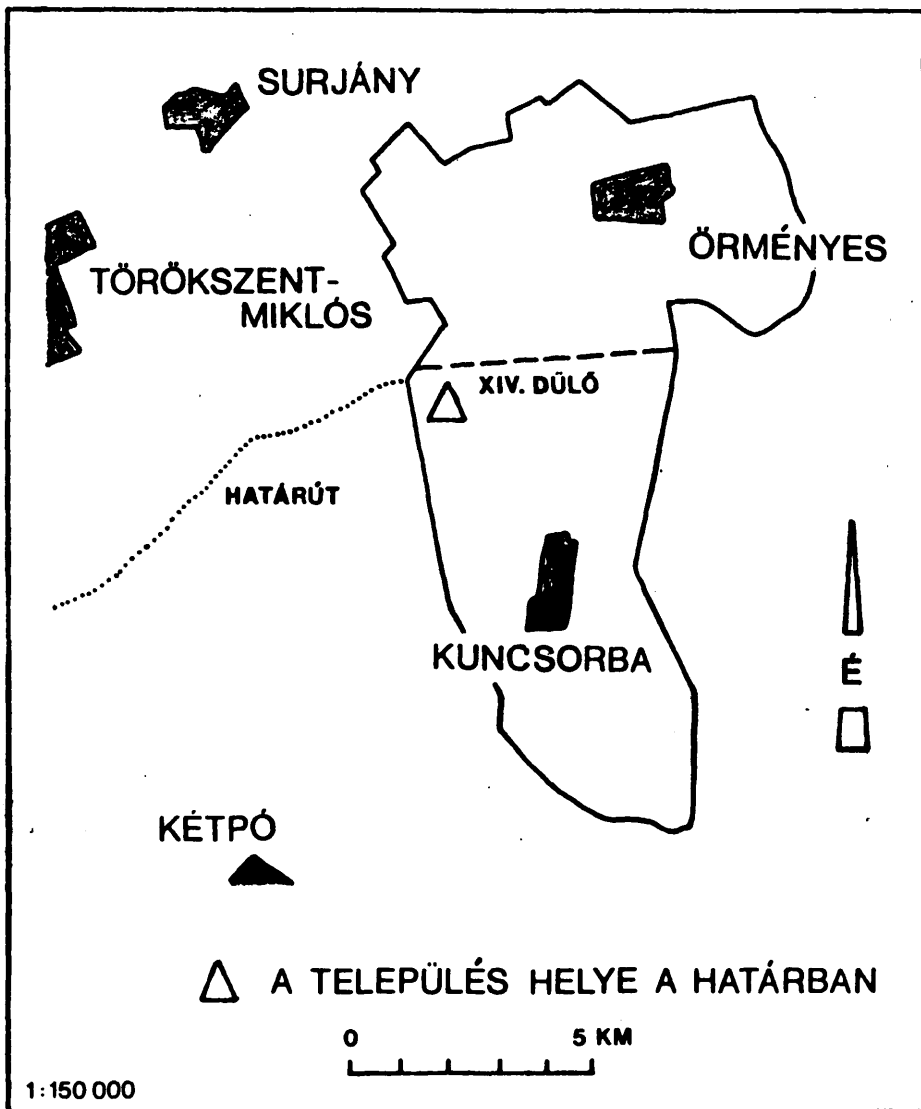 SURJÁNY
ÖRMÉNYES
TÖRÖKSZENT-
MIKLÓS
XIV. DŰLŐ
HATÁRÚT
KUNCSORBA
É
KÉTPÓ
A TELEPÜLÉS HELYE A HATÁRBAN
0 5 KM
1:150 000